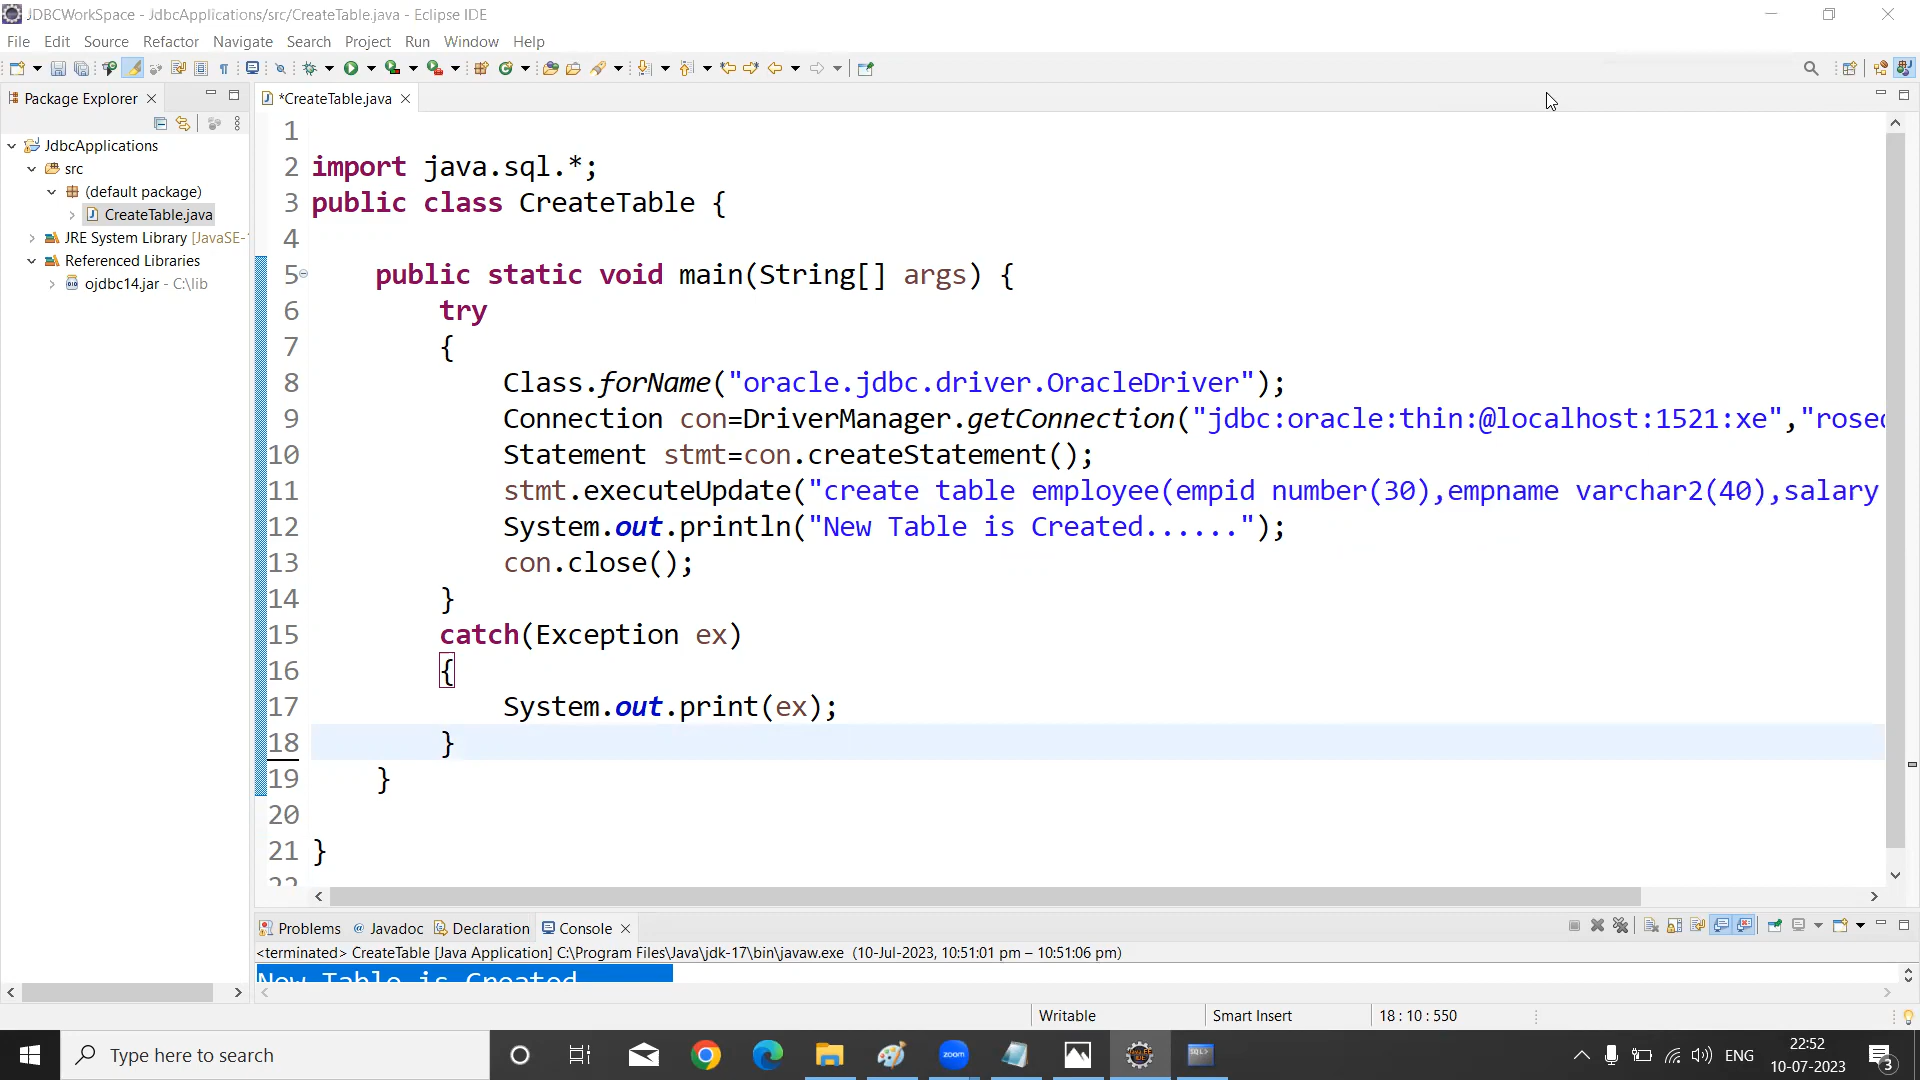 JDBCWorkSpace - JdbcApplications/src/CreateTable.java - Eclipse IDE
File Edit Source Refactor Navigate Search Project Run Window Help
Package Explorer
*CreateTable.java
JdbcApplications
src
(default package)
CreateTable.java
JRE System Library [JavaSE-
Referenced Libraries
ojdbc14.jar - C:\lib
1
2 import java.sql.*;
3 public class CreateTable {
4
5 public static void main(String[] args) {
6 try
7 {
8 Class.forName("oracle.jdbc.driver.OracleDriver");
9 Connection con=DriverManager.getConnection("jdbc:oracle:thin:@localhost:1521:xe","rose
10 Statement stmt=con.createStatement();
11 stmt.executeUpdate("create table employee(empid number(30),empname varchar2(40),salary
12 System.out.println("New Table is Created......");
13 con.close();
14 }
15 catch(Exception ex)
16 {
17 System.out.print(ex);
18 }
19 }
20
21 }
22
Problems @ Javadoc Declaration Console
<terminated> CreateTable [Java Application] C:\Program Files\Java\jdk-17\bin\javaw.exe (10-Jul-2023, 10:51:01 pm – 10:51:06 pm)
New Table is Created
Writable Smart Insert 18 : 10 : 550
Type here to search
zoom
SQL>
ENG
22:52
10-07-2023
3